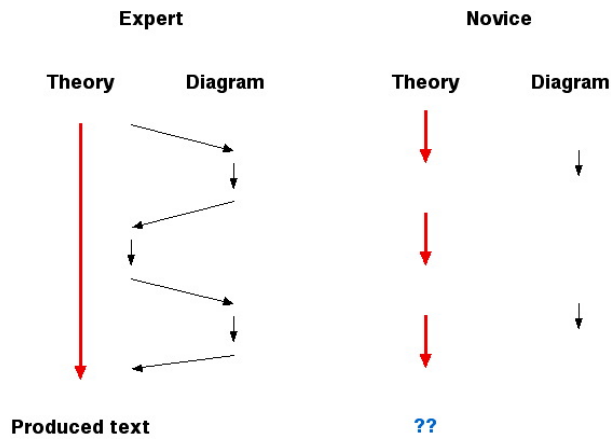 Expert Novice
Theory Diagram Theory Diagram
Produced text ??